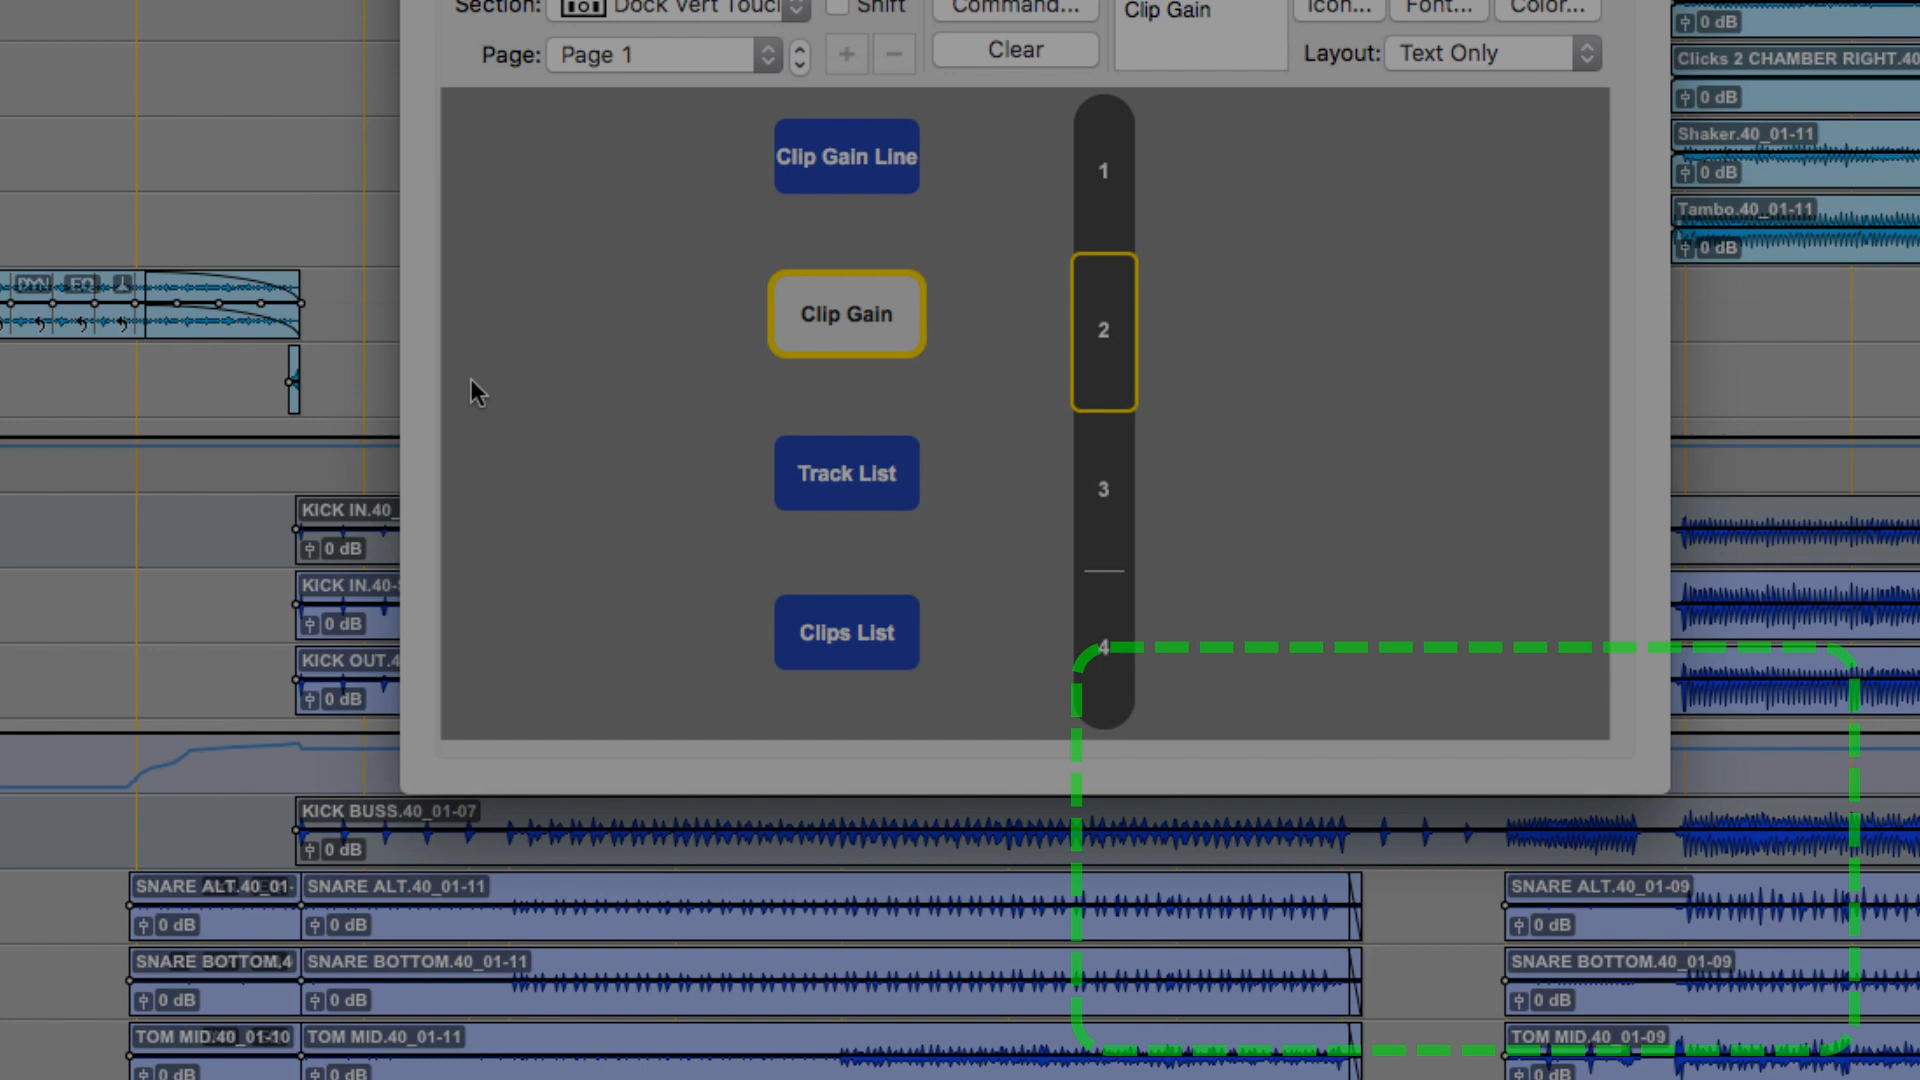 Section: Dock Vert Toucl Shift Command... Clip Gain Icon... Font... Color...
0 dB
Page: Page 1 + − Clear Layout: Text Only
Clicks 2 CHAMBER RIGHT.40
0 dB
Clip Gain Line
1
Shaker.40_01-11
0 dB
Tambo.40_01-11
0 dB
DYN EQ
Clip Gain
2
Track List
3
KICK IN.40_
0 dB
KICK IN.40-
0 dB
Clips List
4
KICK OUT.4
0 dB
KICK BUSS.40_01-07
0 dB
SNARE ALT.40_01- SNARE ALT.40_01-11 SNARE ALT.40_01-09
0 dB 0 dB 0 dB
SNARE BOTTOM.4 SNARE BOTTOM.40_01-11 SNARE BOTTOM.40_01-09
0 dB 0 dB 0 dB
TOM MID.40_01-10 TOM MID.40_01-11 TOM MID.40_01-09
0 dB 0 dB 0 dB